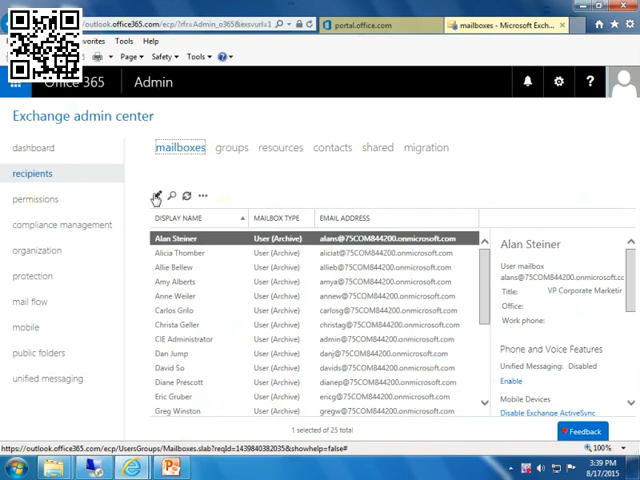 outlook.office365.com/ecp/?rfr=Admin_o365&exsvurl=1
portal.office.com
mailboxes - Microsoft Exch...
Favorites Tools Help
Page Safety Tools
Office 365 Admin
?
Exchange admin center
dashboard
recipients
permissions
compliance management
organization
protection
mail flow
mobile
public folders
unified messaging
mailboxes groups resources contacts shared migration
DISPLAY NAME MAILBOX TYPE EMAIL ADDRESS
Alan Steiner User (Archive) alans@75COM844200.onmicrosoft.com
Alicia Thomber User (Archive) aliciat@75COM844200.onmicrosoft.com
Allie Bellew User (Archive) allieb@75COM844200.onmicrosoft.com
Amy Alberts User (Archive) amya@75COM844200.onmicrosoft.com
Anne Weiler User (Archive) annew@75COM844200.onmicrosoft.com
Carlos Grilo User (Archive) carlosg@75COM844200.onmicrosoft.com
Christa Geller User (Archive) christag@75COM844200.onmicrosoft.com
CIE Administrator User (Archive) admin@75COM844200.onmicrosoft.com
Dan Jump User (Archive) danj@75COM844200.onmicrosoft.com
David So User (Archive) davids@75COM844200.onmicrosoft.com
Diane Prescott User (Archive) dianep@75COM844200.onmicrosoft.com
Eric Gruber User (Archive) ericg@75COM844200.onmicrosoft.com
Greg Winston User (Archive) gregw@75COM844200.onmicrosoft.com
1 selected of 25 total
Alan Steiner
User mailbox
alans@75COM844200.onmicrosoft.cc
Title: VP Corporate Marketir
Office:
Work phone:
Phone and Voice Features
Unified Messaging: Disabled
Enable
Mobile Devices
Disable Exchange ActiveSync
Feedback
https://outlook.office365.com/ecp/UsersGroups/Mailboxes.slab?reqId=1439840382035&showhelp=false#
100%
3:39 PM
8/17/2015